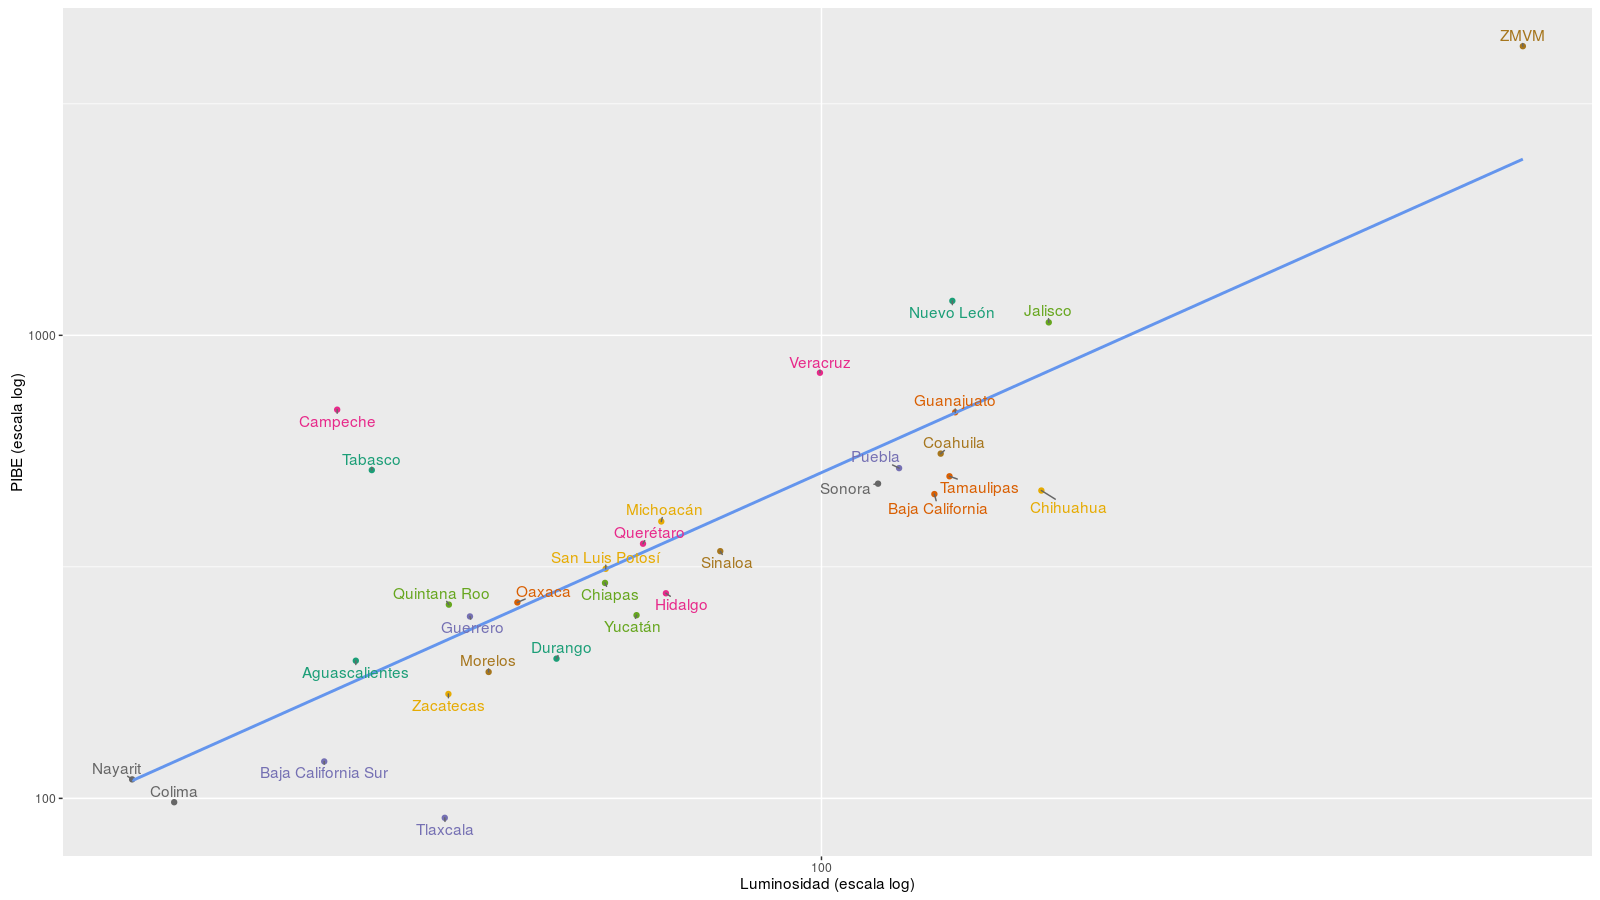 ZMVM
Nuevo León
Jalisco
1000
Veracruz
Guanajuato
Campeche
Coahuila
Puebla
Tabasco
Sonora
Tamaulipas
Baja California
Chihuahua
Michoacán
Querétaro
San Luis Potosí
Sinaloa
Quintana Roo
Oaxaca
Chiapas
Hidalgo
Guerrero
Yucatán
Durango
Morelos
Aguascalientes
Zacatecas
Nayarit
Baja California Sur
Colima
100
Tlaxcala
100
Luminosidad (escala log)
PIBE (escala log)